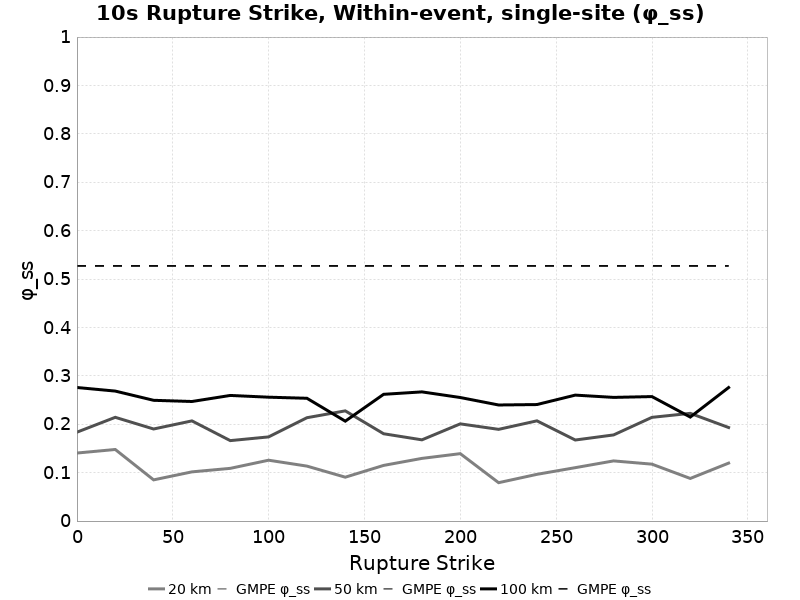 10s Rupture Strike, Within-event, single-site (φ_ss)
1
0.9
0.8
0.7
0.6
0.5
0.4
0.3
0.2
0.1
0
φ_ss
0 50 100 150 200 250 300 350
Rupture Strike
20 km GMPE φ_ss 50 km GMPE φ_ss 100 km GMPE φ_ss